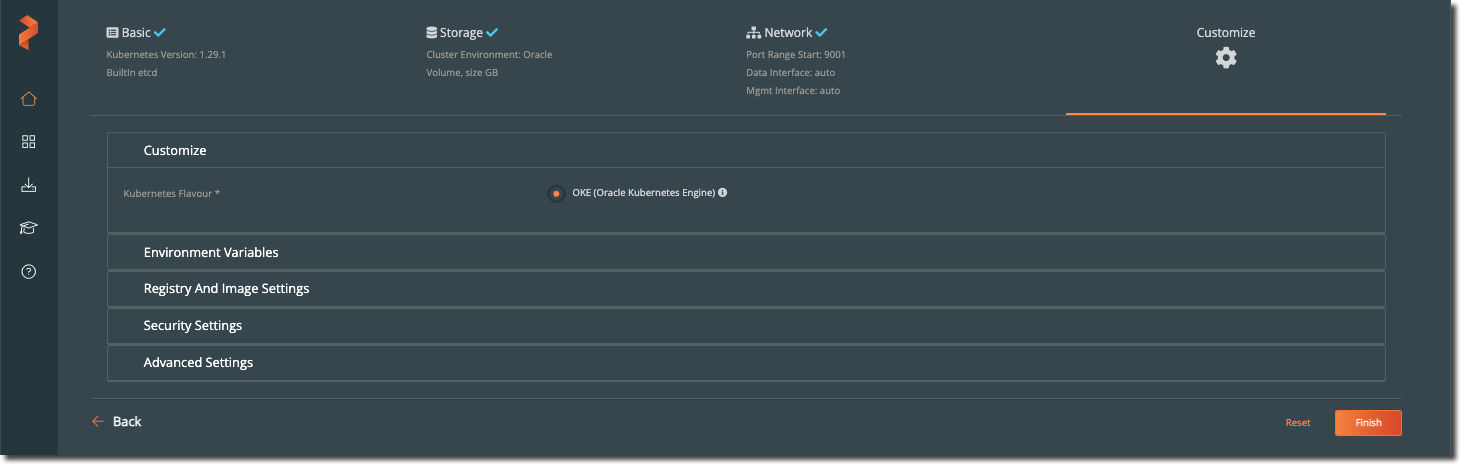 Basic
Kubernetes Version: 1.29.1
BuiltIn etcd
Storage
Cluster Environment: Oracle
Volume, size GB
Network
Port Range Start: 9001
Data Interface: auto
Mgmt Interface: auto
Customize
Customize
Kubernetes Flavour *
OKE (Oracle Kubernetes Engine)
Environment Variables
Registry And Image Settings
Security Settings
Advanced Settings
Back
Reset
Finish